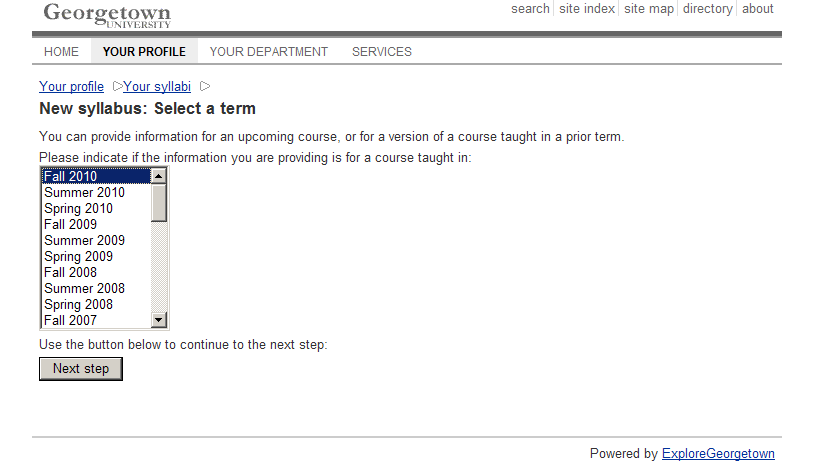 Georgetown
UNIVERSITY
search site index site map directory about
HOME YOUR PROFILE YOUR DEPARTMENT SERVICES
Your profile Your syllabi
New syllabus: Select a term
You can provide information for an upcoming course, or for a version of a course taught in a prior term.
Please indicate if the information you are providing is for a course taught in:
Fall 2010
Summer 2010
Spring 2010
Fall 2009
Summer 2009
Spring 2009
Fall 2008
Summer 2008
Spring 2008
Fall 2007
Use the button below to continue to the next step:
Next step
Powered by ExploreGeorgetown